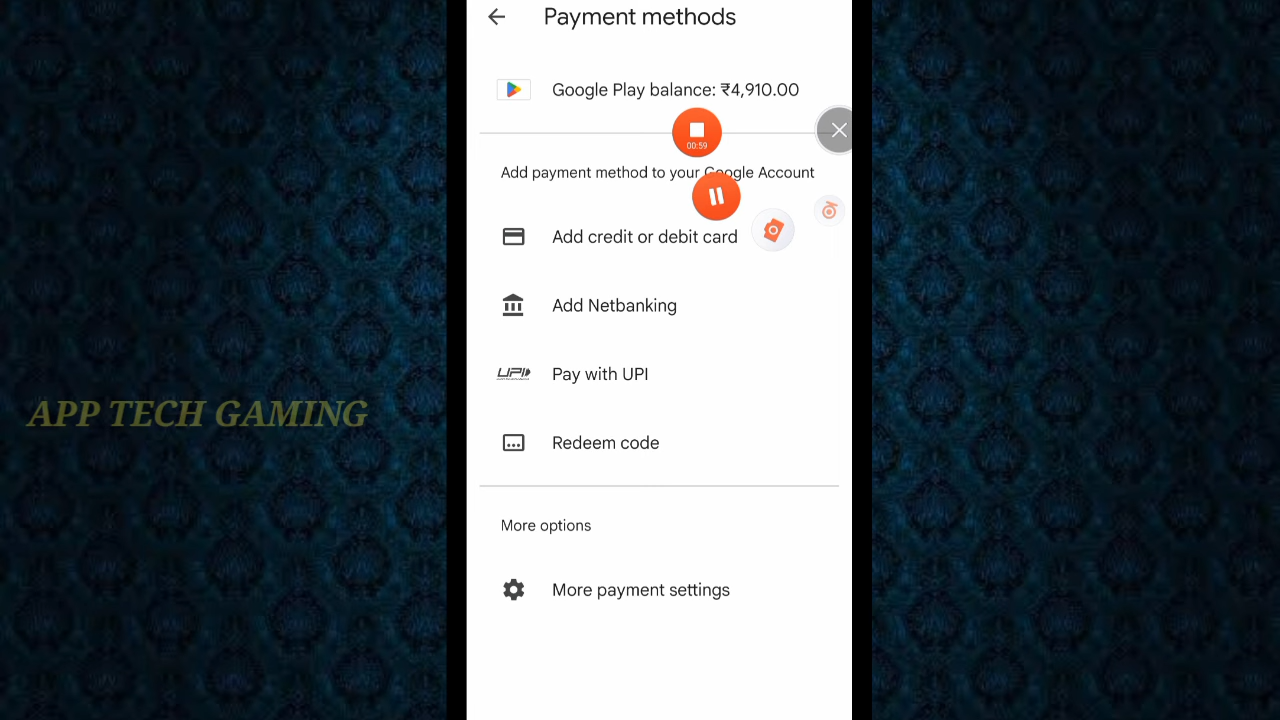 Payment methods
Google Play balance: ₹4,910.00
00:59
Add payment method to your Google Account
Add credit or debit card
Add Netbanking
UPI Pay with UPI
APP TECH GAMING
Redeem code
More options
More payment settings